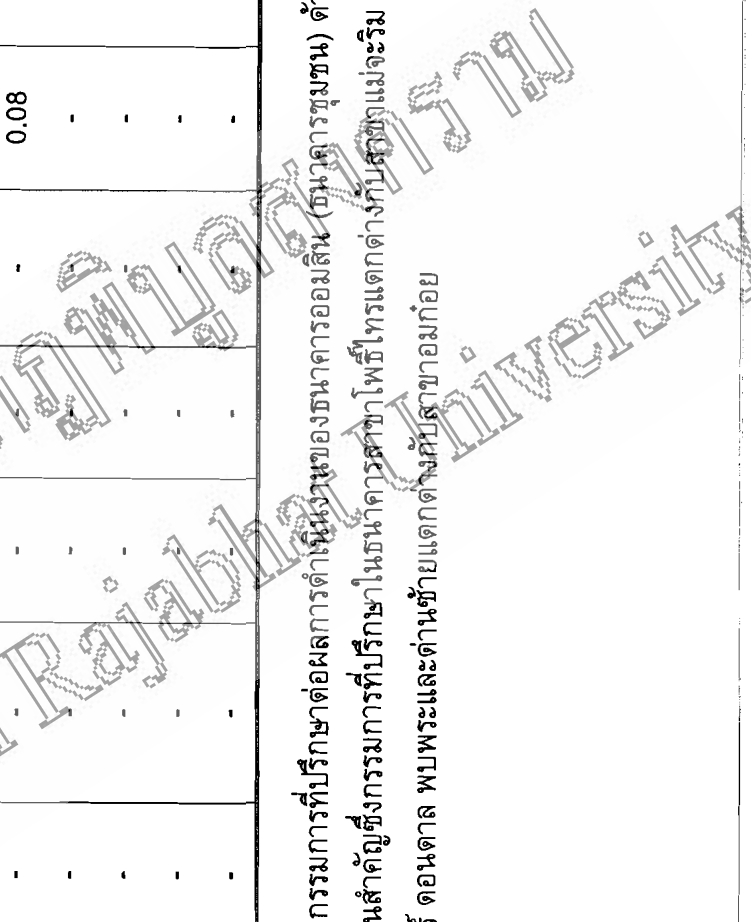 0.08
- - - - -
- - - -
- - - -
- - - -
กรรมการที่ปรึกษาต่อผลการดำเนินงานของธนาคารออมสิน (ธนาคารชุมชน)
นสำคัญซึ่งกรรมการที่ปรึกษาในธนาคารสาขาโพธิ์ไทรแตกต่างกับสาขาแม่จะริม
ดอนตาล พบพระและด่านซ้ายแตกต่างกับสาขาอมก๋อย
Rajabhat University